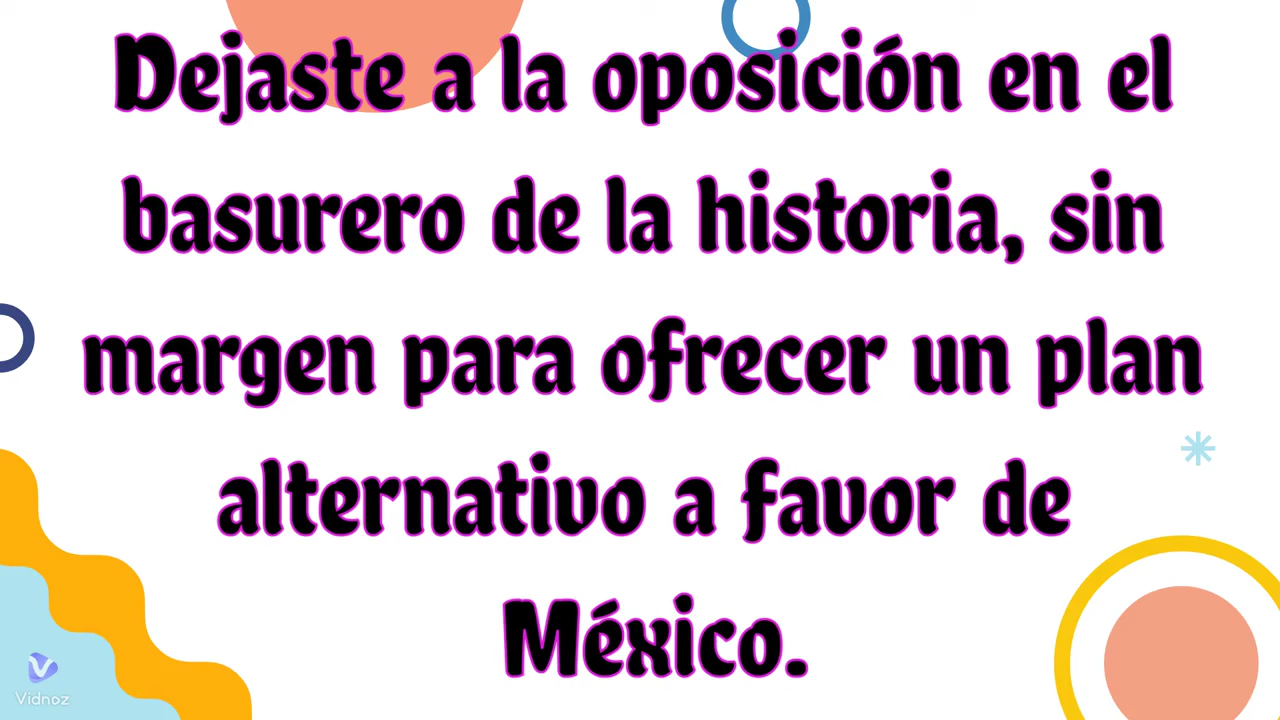 Dejaste a la oposición en el
basurero de la historia, sin
margen para ofrecer un plan
alternativo a favor de
México.
Vidnoz